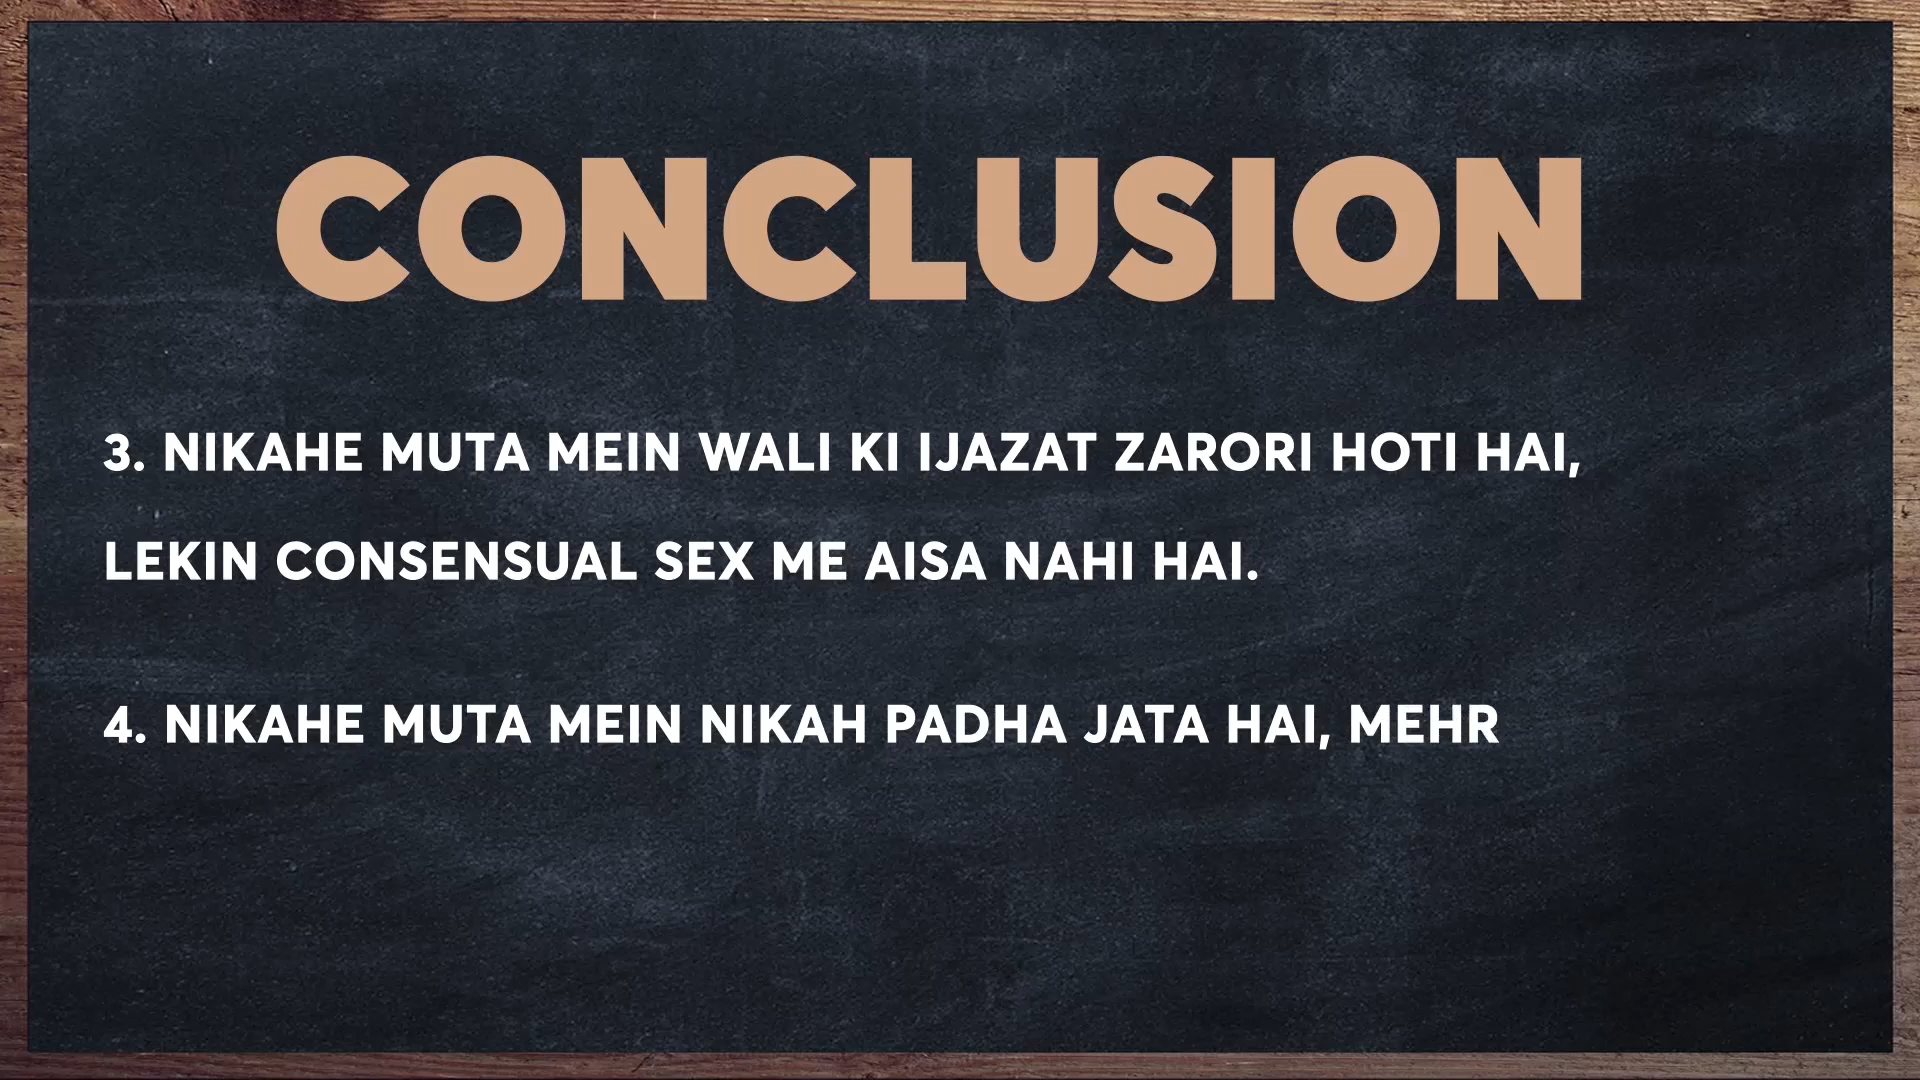 CONCLUSION
3. NIKAHE MUTA MEIN WALI KI IJAZAT ZARORI HOTI HAI,
LEKIN CONSENSUAL SEX ME AISA NAHI HAI.
4. NIKAHE MUTA MEIN NIKAH PADHA JATA HAI, MEHR